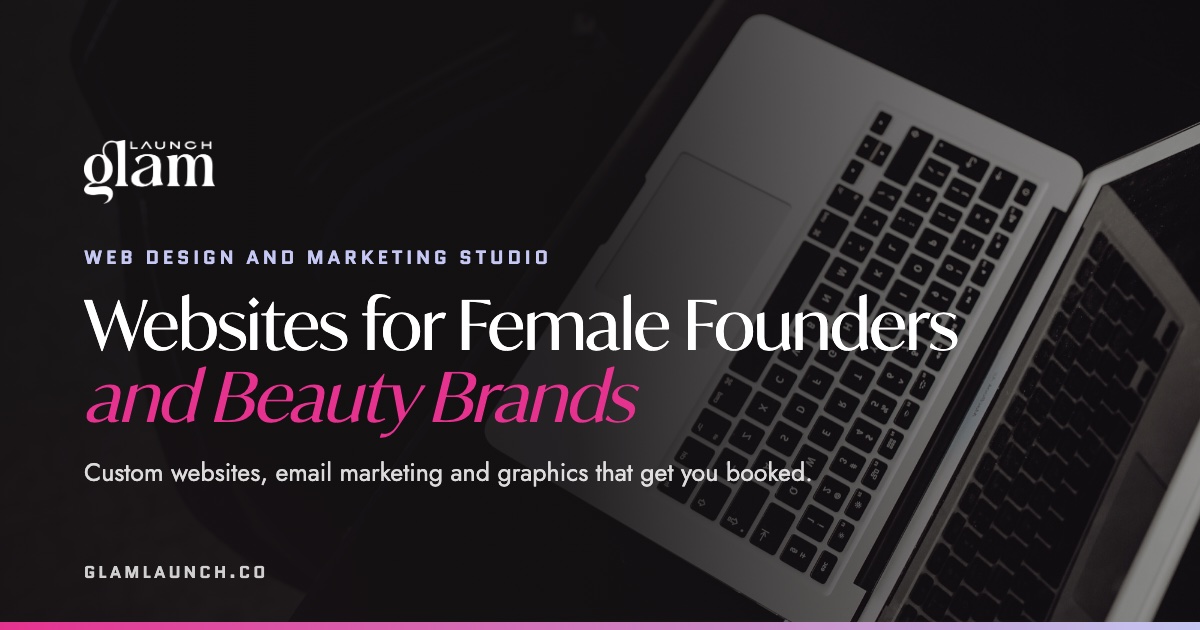 LAUNCH
glam
WEB DESIGN AND MARKETING STUDIO
Websites for Female Founders
and Beauty Brands
Custom websites, email marketing and graphics that get you booked.
GLAMLAUNCH.CO